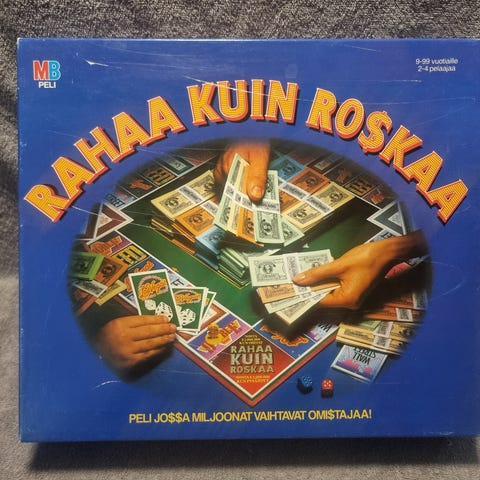 MB
PELI
9-99 vuotiaille
2-4 pelaajaa
RAHAA KUIN RO$KAA
RAHAA
KUIN
ROSKAA
PELI JO$$A MILJOONAT VAIHTAVAT OMI$TAJAA!